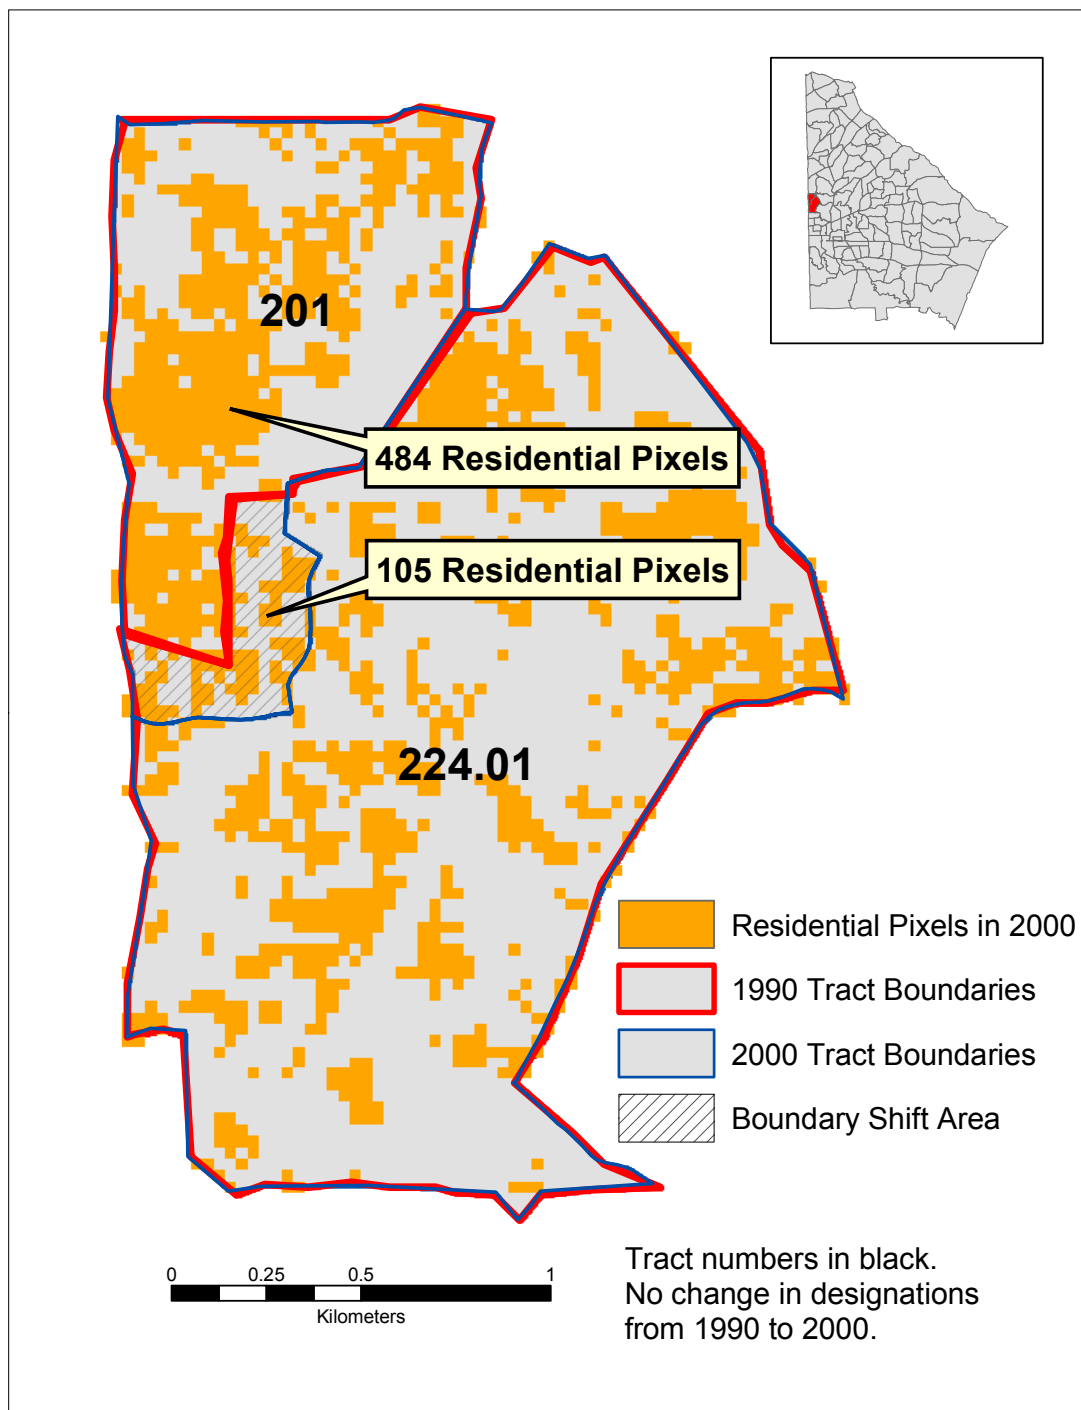 201
484 Residential Pixels
105 Residential Pixels
224.01
Residential Pixels in 2000
1990 Tract Boundaries
2000 Tract Boundaries
Boundary Shift Area
0 0.25 0.5 1
Kilometers
Tract numbers in black.
No change in designations
from 1990 to 2000.